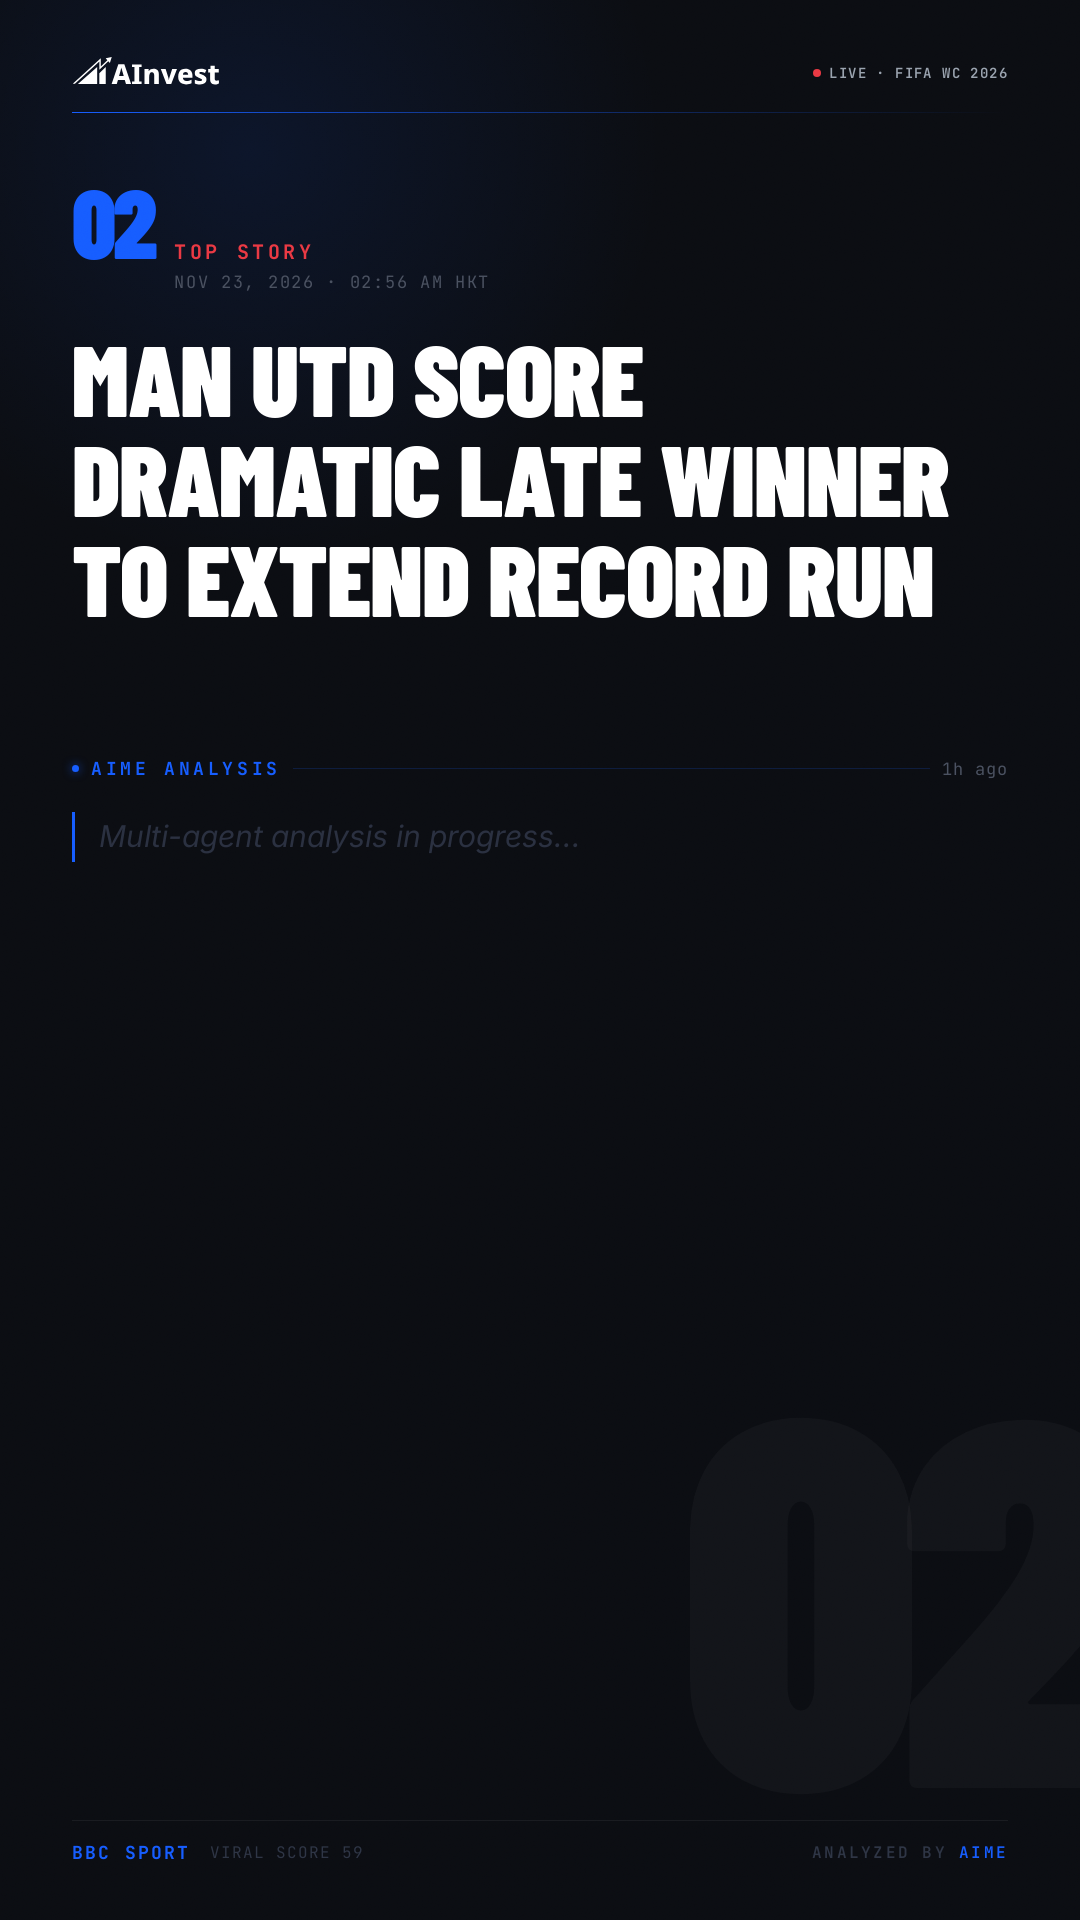 AInvest
LIVE · FIFA WC 2026
02
TOP STORY
NOV 23, 2026 · 02:56 AM HKT
MAN UTD SCORE
DRAMATIC LATE WINNER
TO EXTEND RECORD RUN
AIME ANALYSIS
1h ago
Multi-agent analysis in progress...
02
BBC SPORT VIRAL SCORE 59
ANALYZED BY AIME